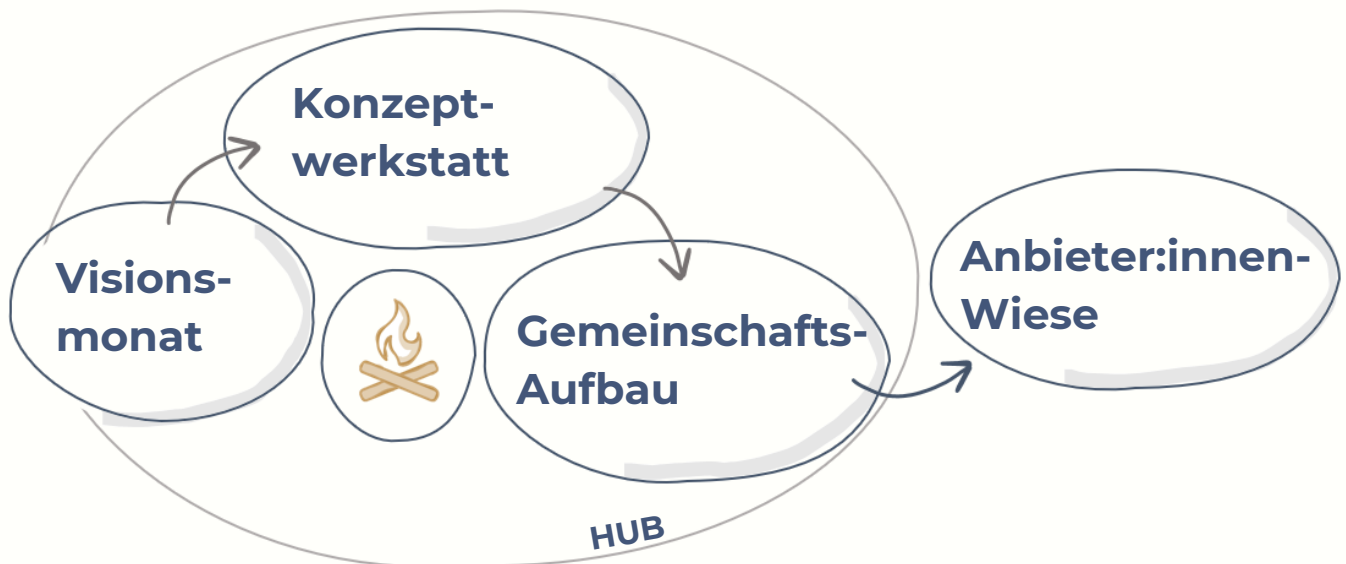 Konzept-
werkstatt
Visions-
monat
Gemeinschafts-
Aufbau
Anbieter:innen-
Wiese
HUB